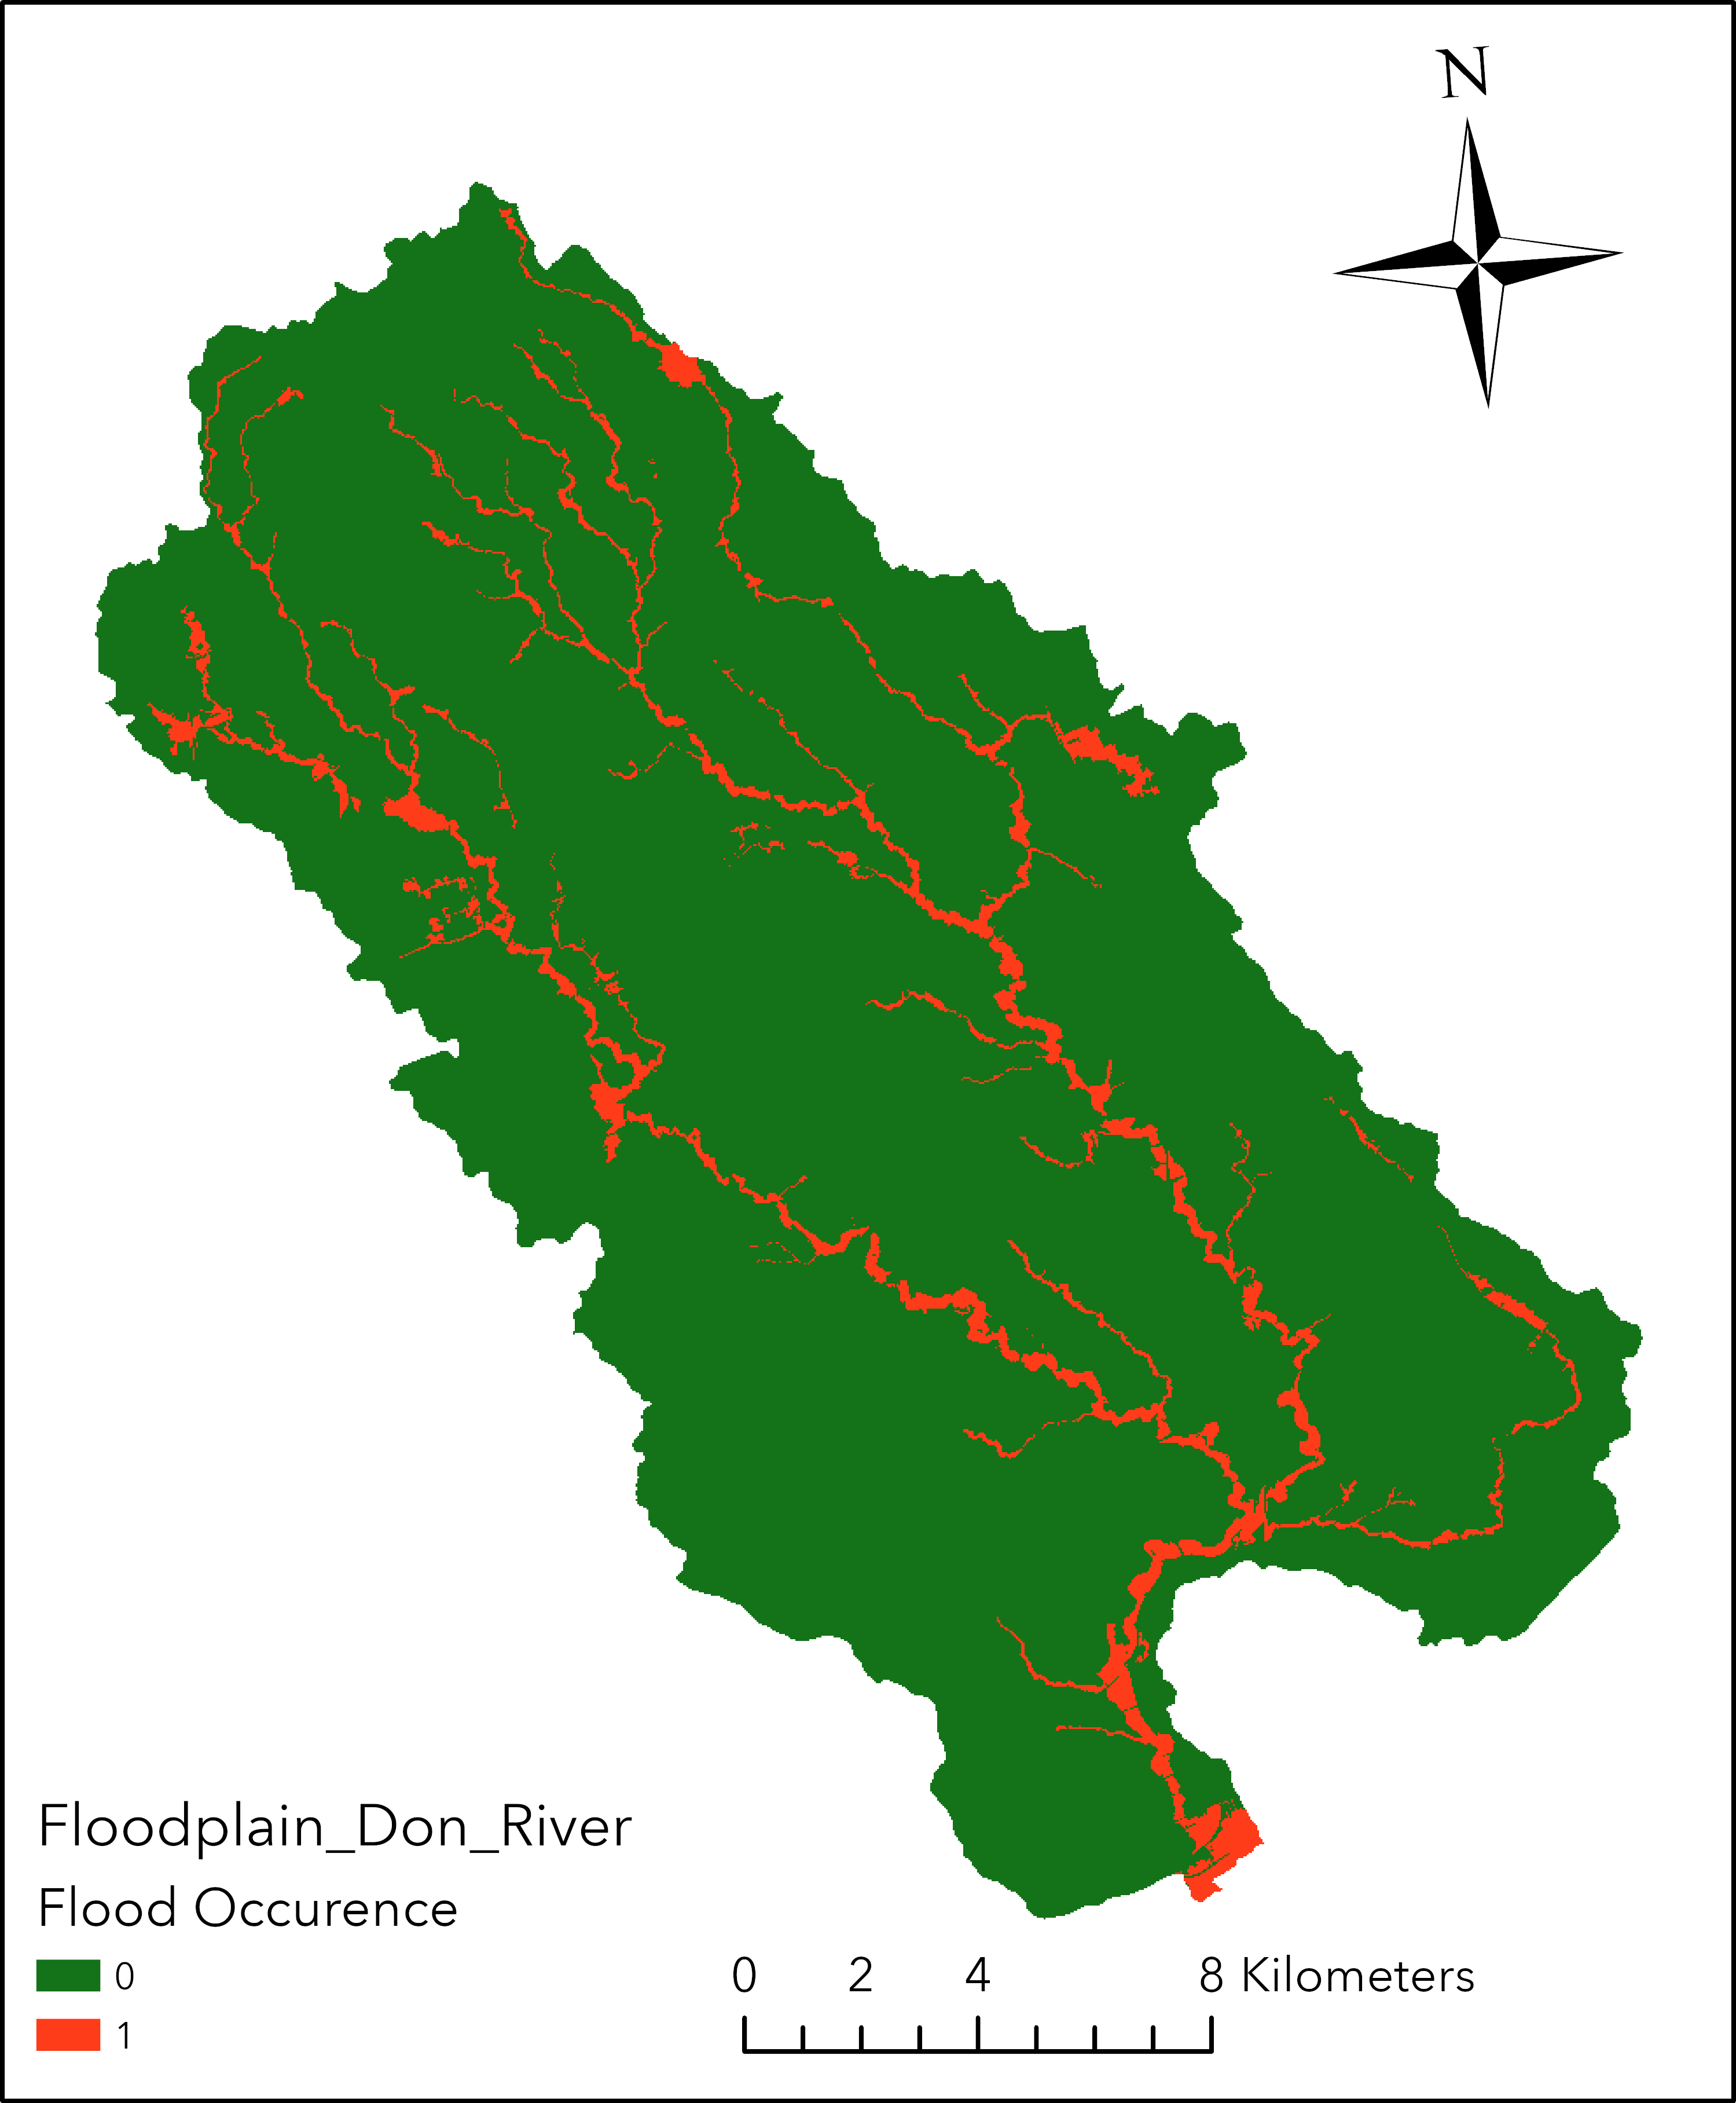 N
Floodplain_Don_River
Flood Occurence
0
1
0 2 4 8 Kilometers